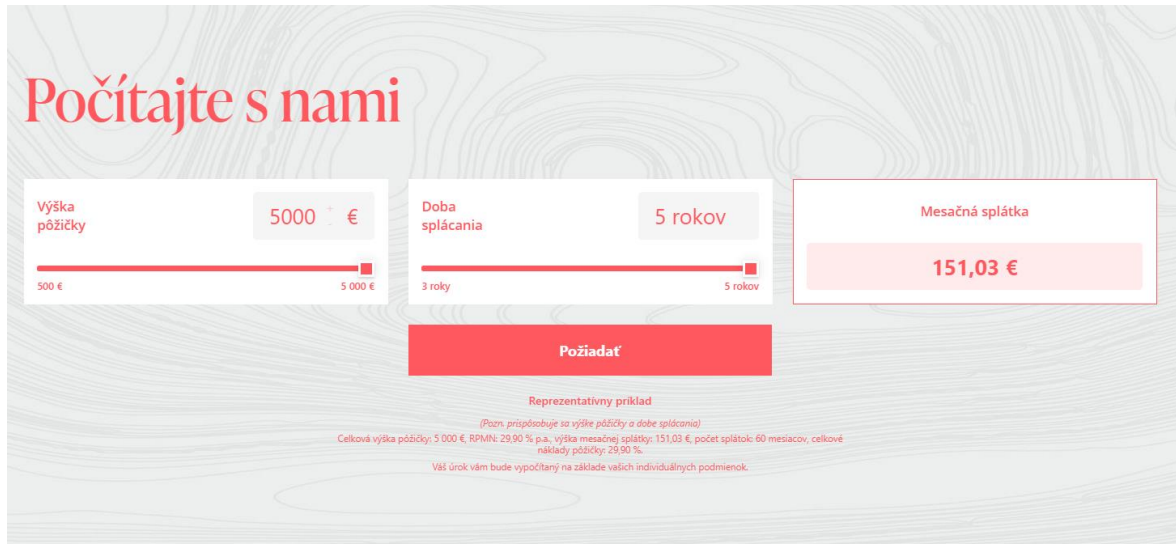 Počítajte s nami
Výška
pôžičky
5000 + - €
500 €
5 000 €
Doba
splácania
5 rokov
3 roky
5 rokov
Mesačná splátka
151,03 €
Požiadať
Reprezentatívny príklad
(Pozn. prispôbuje sa výške pôžičky a dobe splácania)
Celková výška pôžičky: 5 000 €, RPMN: 29,90 % p.a., výška mesačnej splátky: 151,03 €, počet splátok: 60 mesiacov, celkové
náklady pôžičky: 29,90 %.
Váš úrok vám bude vypočítaný na základe vašich individuálnych podmienok.